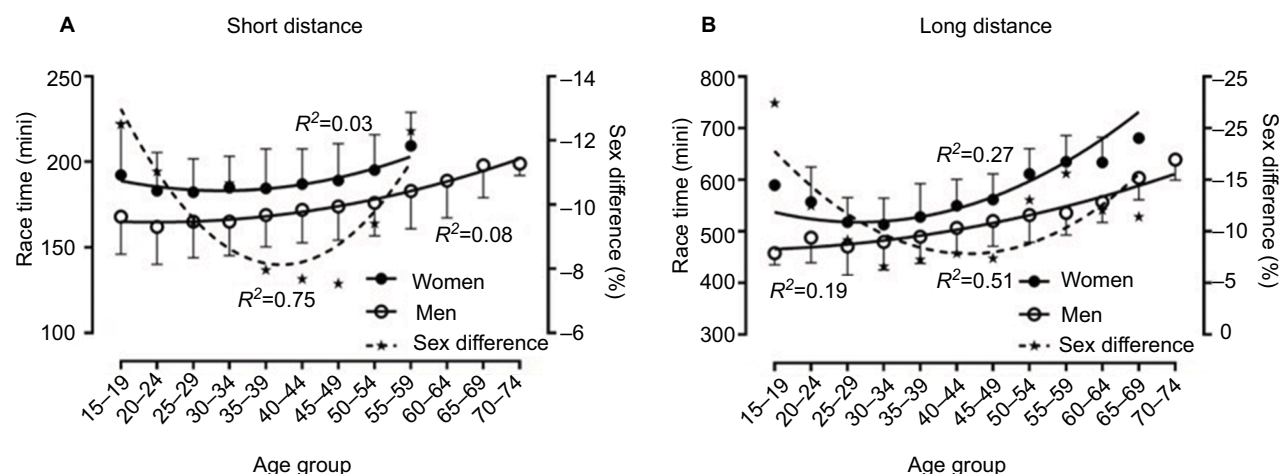 A
Short distance
250
200
150
100
Race time (mini)
–14
–12
–10
–8
–6
Sex difference (%)
R²=0.03
R²=0.08
R²=0.75
Women
Men
Sex difference
15–19
20–24
25–29
30–34
35–39
40–44
45–49
50–54
55–59
60–64
65–69
70–74
Age group
B
Long distance
800
700
600
500
400
300
Race time (mini)
–25
–25
–15
–10
–5
0
Sex difference (%)
R²=0.27
R²=0.19
R²=0.51
Women
Men
Sex difference
15–19
20–24
25–29
30–34
35–39
40–44
45–49
50–54
55–59
60–64
65–69
70–74
Age group